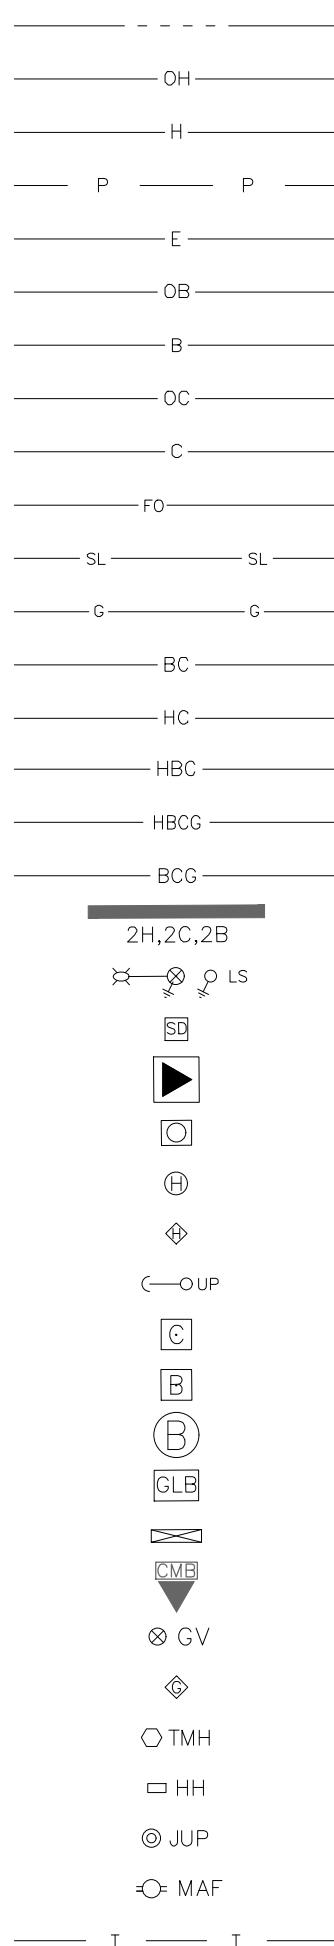 OH
H
P P
E
OB
B
OC
C
FO
SL SL
G G
BC
HC
HBC
HBCG
BCG
2H,2C,2B
LS
SD
H
H
UP
C
B
B
GLB
CMB
GV
G
TMH
HH
JUP
MAF
T T